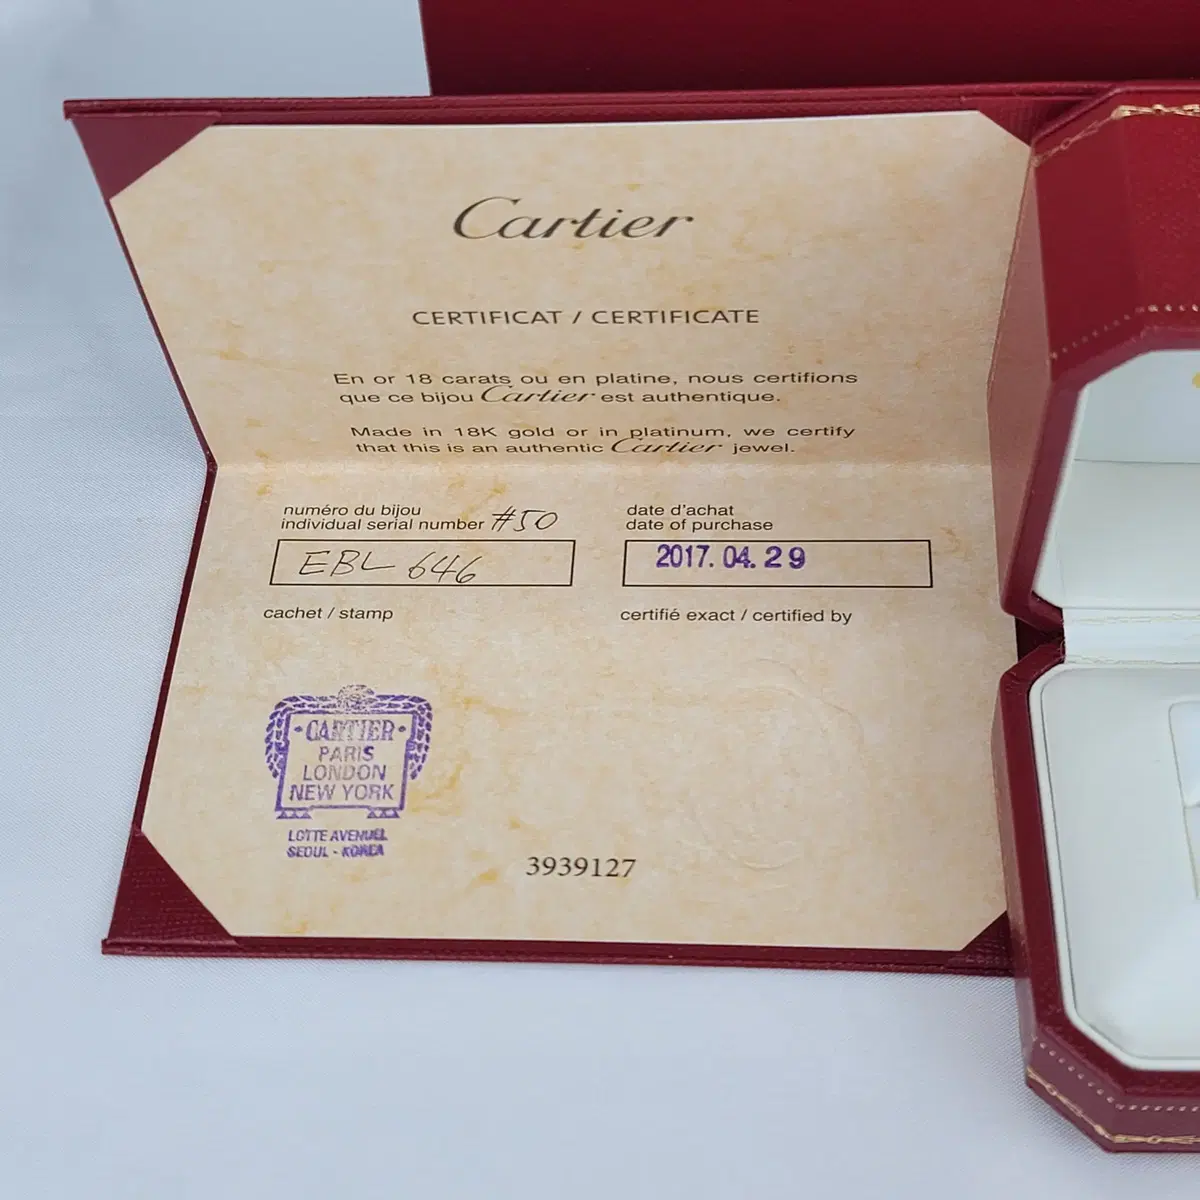 Cartier
CERTIFICAT / CERTIFICATE
En or 18 carats ou en platine, nous certifions
que ce bijou Cartier est authentique.
Made in 18K gold or in platinum, we certify
that this is an authentic Cartier jewel.
numéro du bijou
individual serial number #50
EBL 646
date d'achat
date of purchase
2017. 04. 29
cachet / stamp
certifié exact / certified by
CARTIER
PARIS
LONDON
NEW YORK
LOTTE AVENUEL
SEOUL - KOREA
3939127